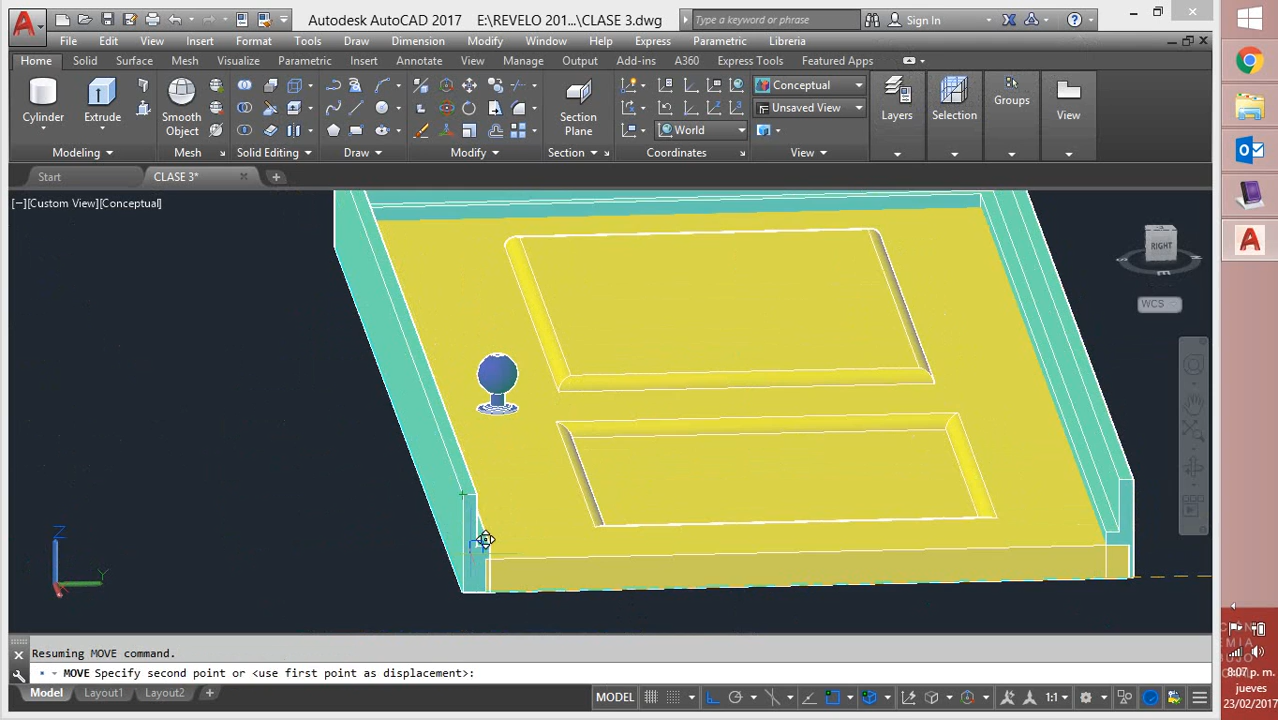 Autodesk AutoCAD 2017 E:\REVELO 201...\CLASE 3.dwg
Type a keyword or phrase
Sign In
File Edit View Insert Format Tools Draw Dimension Modify Window Help Express Parametric Libreria
Home Solid Surface Mesh Visualize Parametric Insert Annotate View Manage Output Add-ins A360 Express Tools Featured Apps
Cylinder Extrude Smooth Object Section Plane Conceptual Unsaved View World Layers Selection Groups View
Modeling Mesh Solid Editing Draw Modify Section Coordinates View
Start CLASE 3* +
[−][Custom View][Conceptual]
RIGHT
WCS
Z
Y
Resuming MOVE command.
MOVE Specify second point or <use first point as displacement>:
Model Layout1 Layout2 +
MODEL 1:1
8:07 p. m.
jueves
23/02/2017